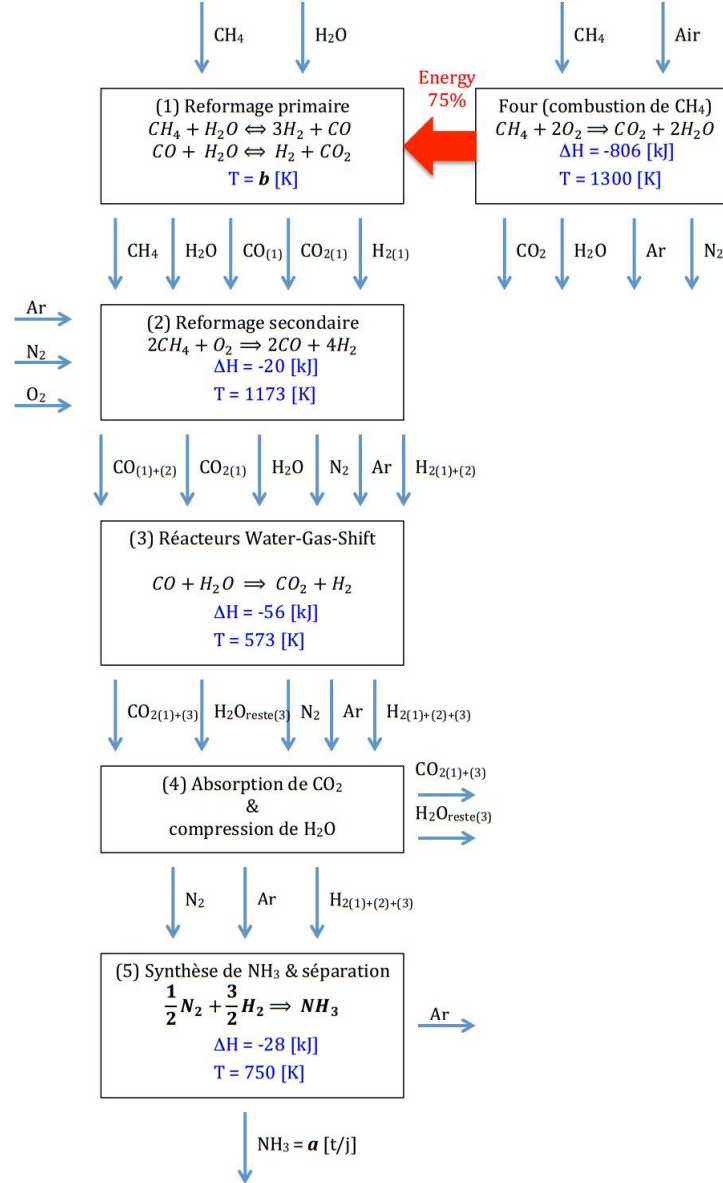 CH₄
H₂O
CH₄
Air
Energy
75%
(1) Reformage primaire
CH₄ + H₂O ⇔ 3H₂ + CO
CO + H₂O ⇔ H₂ + CO₂
T = b [K]
Four (combustion de CH₄)
CH₄ + 2O₂ ⇒ CO₂ + 2H₂O
ΔH = -806 [kJ]
T = 1300 [K]
CH₄
H₂O
CO₍₁₎
CO₂₍₁₎
H₂₍₁₎
CO₂
H₂O
Ar
N₂
Ar
N₂
O₂
(2) Reformage secondaire
2CH₄ + O₂ ⇒ 2CO + 4H₂
ΔH = -20 [kJ]
T = 1173 [K]
CO₍₁₎₊₍₂₎
CO₂₍₁₎
H₂O
N₂
Ar
H₂₍₁₎₊₍₂₎
(3) Réacteurs Water-Gas-Shift
CO + H₂O ⇒ CO₂ + H₂
ΔH = -56 [kJ]
T = 573 [K]
CO₂₍₁₎₊₍₃₎
H₂Oreste(3)
N₂
Ar
H₂₍₁₎₊₍₂₎₊₍₃₎
(4) Absorption de CO₂
&
compression de H₂O
CO₂₍₁₎₊₍₃₎
H₂Oreste(3)
N₂
Ar
H₂₍₁₎₊₍₂₎₊₍₃₎
(5) Synthèse de NH₃ & séparation
1/2 N₂ + 3/2 H₂ ⇒ NH₃
ΔH = -28 [kJ]
T = 750 [K]
Ar
NH₃ = a [t/j]